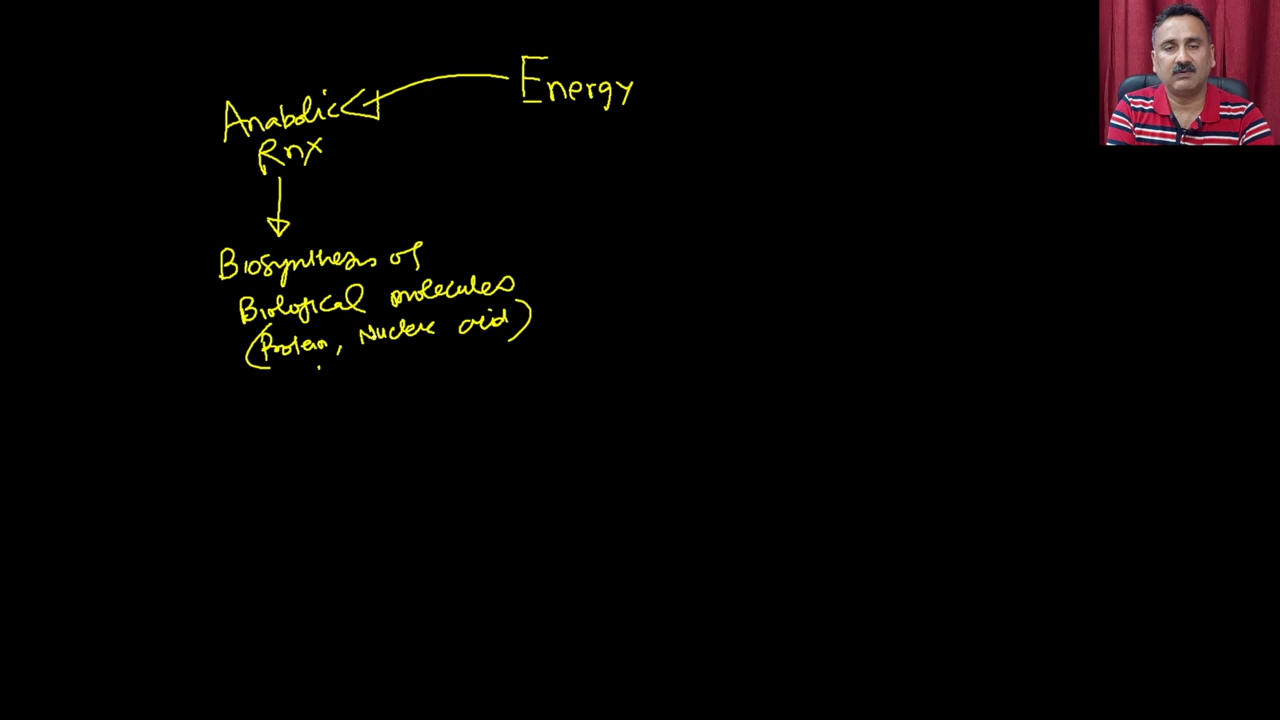 Energy
Anabolic
Rnx
Biosynthesis of
Biological molecules
(Protein, Nucleic acid)